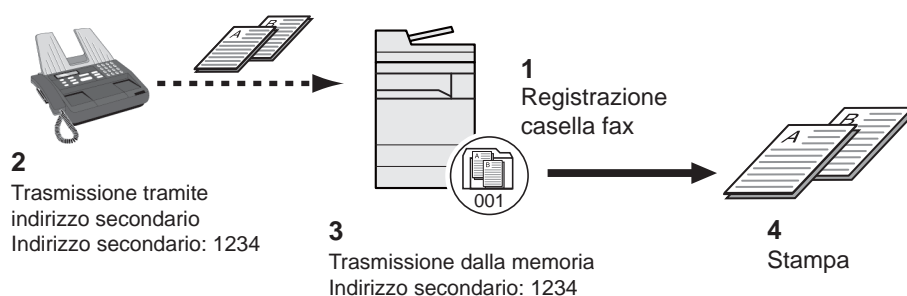 A
B
1
Registrazione
casella fax
A
B
001
A
B
2
Trasmissione tramite
indirizzo secondario
Indirizzo secondario: 1234
3
Trasmissione dalla memoria
Indirizzo secondario: 1234
4
Stampa